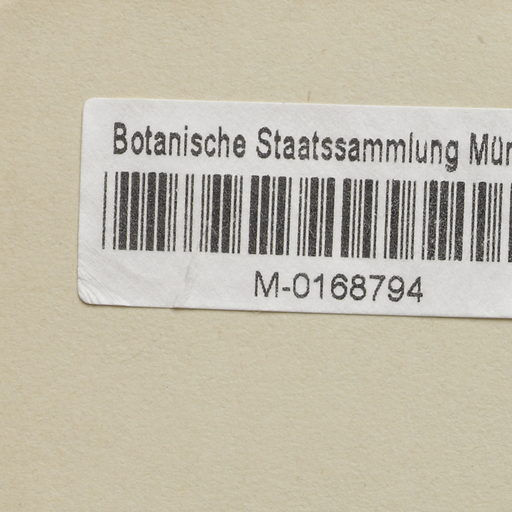 Botanische Staatssammlung Mün
M-0168794